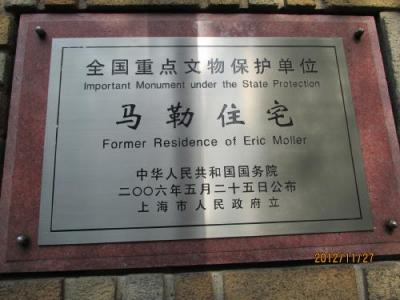 全国重点文物保护单位
Important Monument under the State Protection
马勒住宅
Former Residence of Eric Moller
中华人民共和国国务院
二〇〇六年五月二十五日公布
上海市人民政府立
2012/11/27